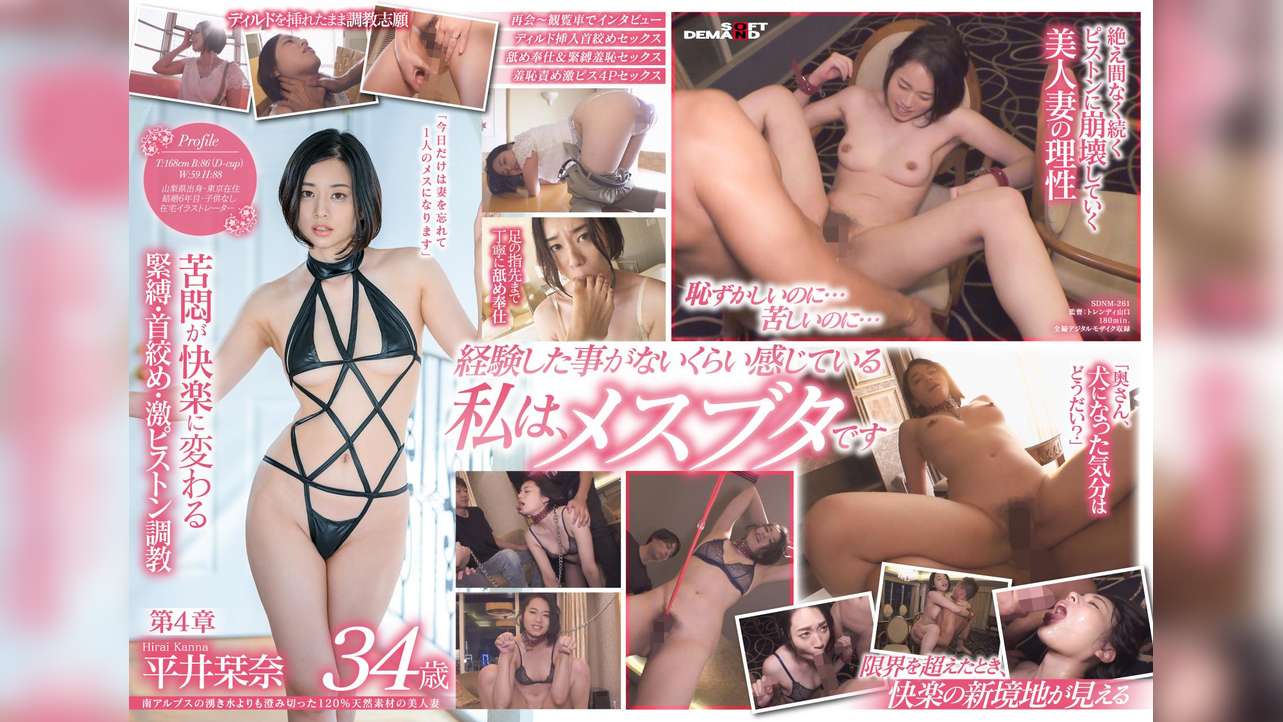 ディルドを挿れたまま調教志願
再会～観覧車でインタビュー
ディルド挿入首絞めセックス
舐め奉仕&緊縛羞恥セックス
羞恥責め激ピス4Pセックス
Profile
T:168cm B:86 (D-cup)
W:59 H:88
山梨県出身・東京在住
結婚6年目・子供なし
在宅イラストレーター
「今日だけは妻を忘れて
1人のメスになります」
足の指先まで
丁寧に舐め奉仕
苦悶が快楽に変わる
緊縛・首絞め・激ピストン調教
第4章
Hirai Kanna
平井栞奈
34歳
南アルプスの湧き水よりも澄み切った120%天然素材の美人妻
SOFT
DEMAND
ON
絶え間なく続く
ピストンに崩壊していく
美人妻の理性
恥ずかしいのに…
苦しいのに…
SDNM-261
監督:トレンディ山口
180min.
全編デジタルモザイク収録
経験した事がないくらい感じている
私は、メスブタです
「奥さん、
犬になった気分は
どうだい?」
限界を超えたとき、
快楽の新境地が見える